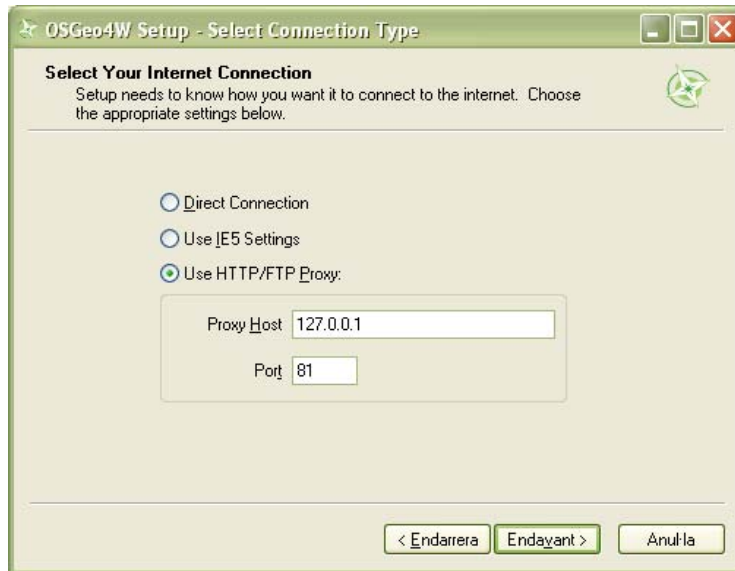 OSGeo4W Setup - Select Connection Type
Select Your Internet Connection
Setup needs to know how you want it to connect to the internet. Choose
the appropriate settings below.
Direct Connection
Use IE5 Settings
Use HTTP/FTP Proxy:
Proxy Host 127.0.0.1
Port 81
< Endarrera Endavant > Anul·la